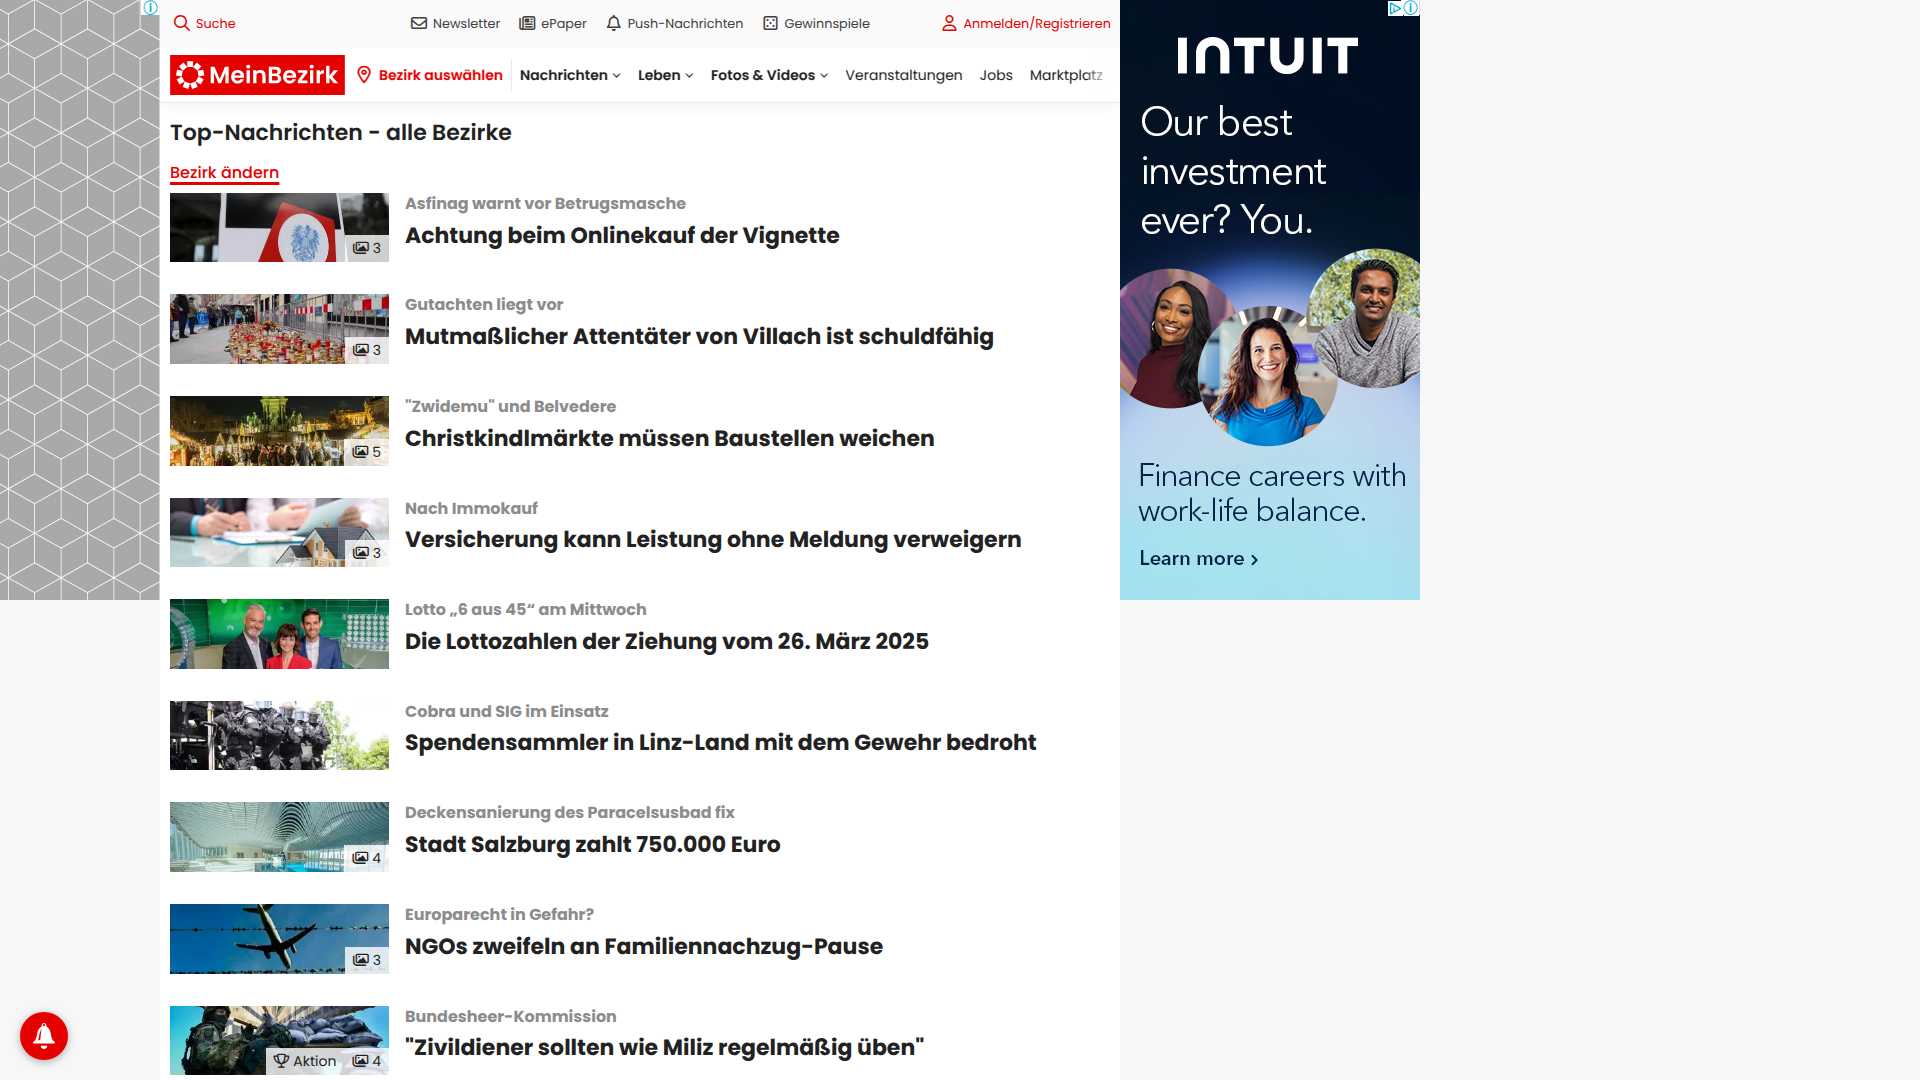 Suche
Newsletter
ePaper
Push-Nachrichten
Gewinnspiele
Anmelden/Registrieren
MeinBezirk
Bezirk auswählen
Nachrichten
Leben
Fotos & Videos
Veranstaltungen
Jobs
Marktplatz
Top-Nachrichten - alle Bezirke
Bezirk ändern
3
Asfinag warnt vor Betrugsmasche
Achtung beim Onlinekauf der Vignette
3
Gutachten liegt vor
Mutmaßlicher Attentäter von Villach ist schuldfähig
5
"Zwidemu" und Belvedere
Christkindlmärkte müssen Baustellen weichen
3
Nach Immokauf
Versicherung kann Leistung ohne Meldung verweigern
Lotto „6 aus 45“ am Mittwoch
Die Lottozahlen der Ziehung vom 26. März 2025
Cobra und SIG im Einsatz
Spendensammler in Linz-Land mit dem Gewehr bedroht
4
Deckensanierung des Paracelsusbad fix
Stadt Salzburg zahlt 750.000 Euro
3
Europarecht in Gefahr?
NGOs zweifeln an Familiennachzug-Pause
Aktion
4
Bundesheer-Kommission
"Zivildiener sollten wie Miliz regelmäßig üben"
INTUIT
Our best
investment
ever? You.
Finance careers with
work-life balance.
Learn more ›